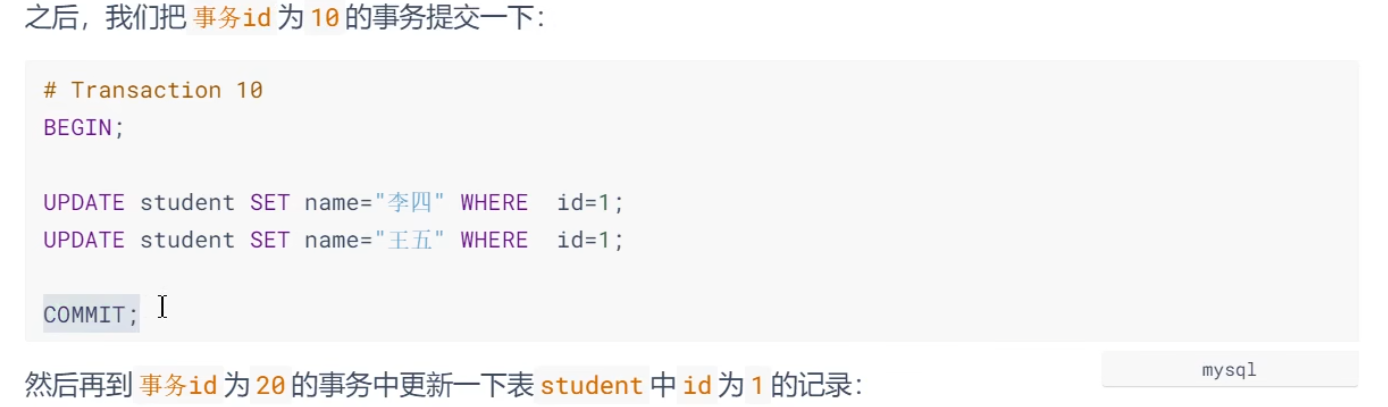 之后，我们把 事务id 为 10 的事务提交一下：
# Transaction 10
BEGIN;
UPDATE student SET name="李四" WHERE  id=1;
UPDATE student SET name="王五" WHERE  id=1;
COMMIT;
mysql
然后再到 事务id 为 20 的事务中更新一下表 student 中 id 为 1 的记录：